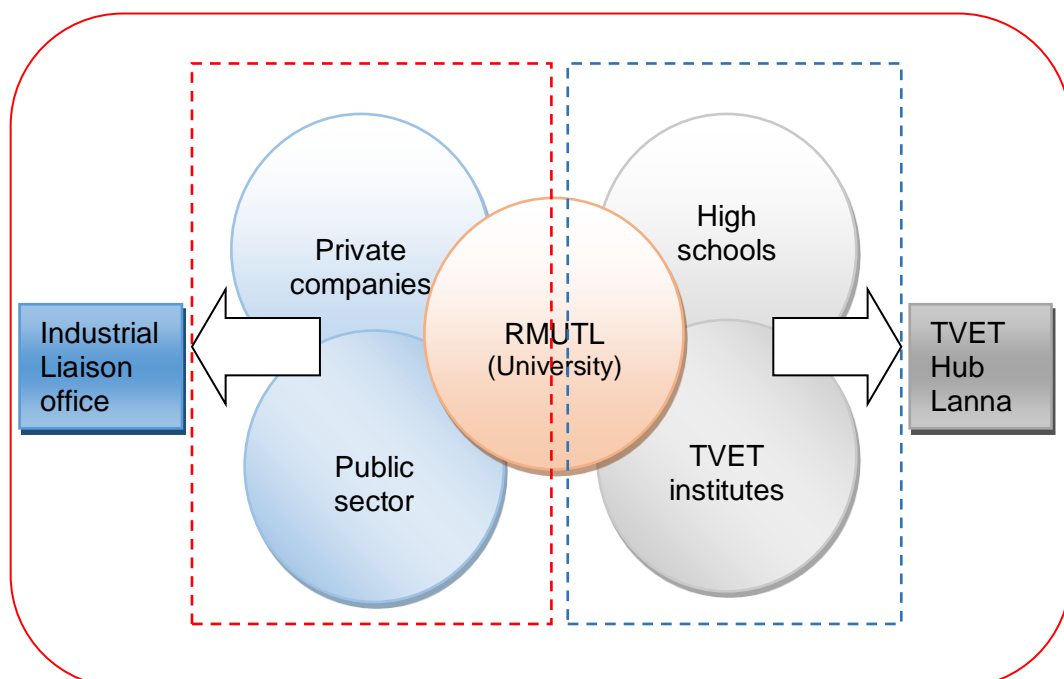 Industrial
Liaison
office
Private
companies
Public
sector
RMUTL
(University)
High
schools
TVET
institutes
TVET
Hub
Lanna